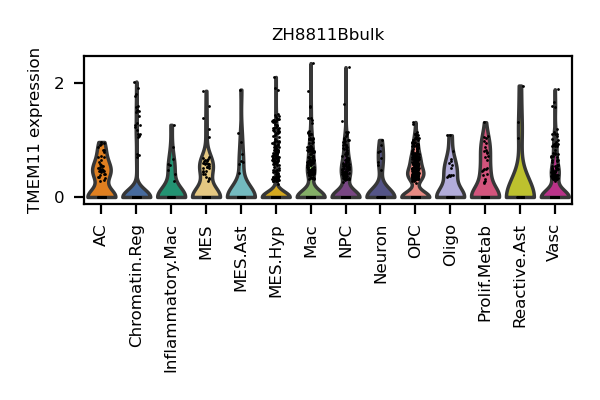 ZH8811Bbulk
TMEM11 expression
2
0
AC
Chromatin.Reg
Inflammatory.Mac
MES
MES.Ast
MES.Hyp
Mac
NPC
Neuron
OPC
Oligo
Prolif.Metab
Reactive.Ast
Vasc